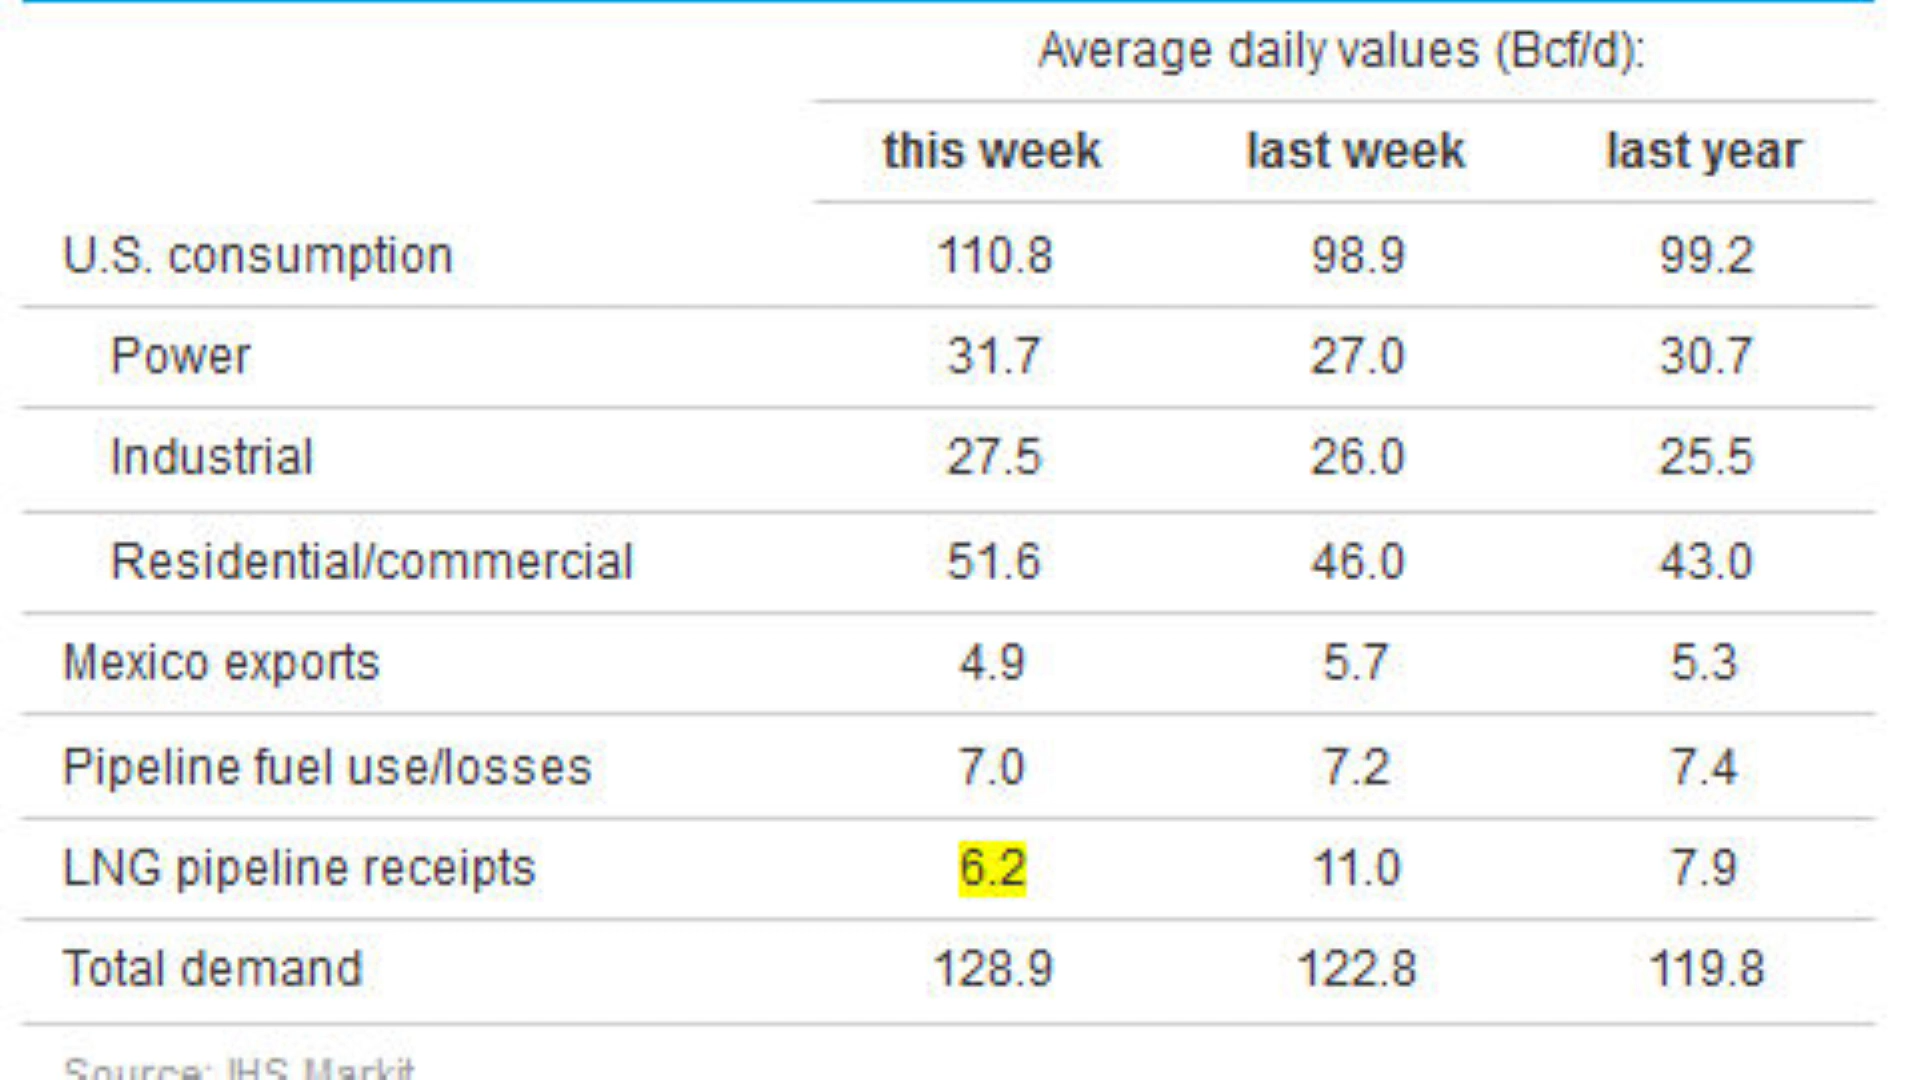 Average daily values (Bcf/d):
this week last week last year
U.S. consumption 110.8 98.9 99.2
Power 31.7 27.0 30.7
Industrial 27.5 26.0 25.5
Residential/commercial 51.6 46.0 43.0
Mexico exports 4.9 5.7 5.3
Pipeline fuel use/losses 7.0 7.2 7.4
LNG pipeline receipts 6.2 11.0 7.9
Total demand 128.9 122.8 119.8
Source: IHS Markit